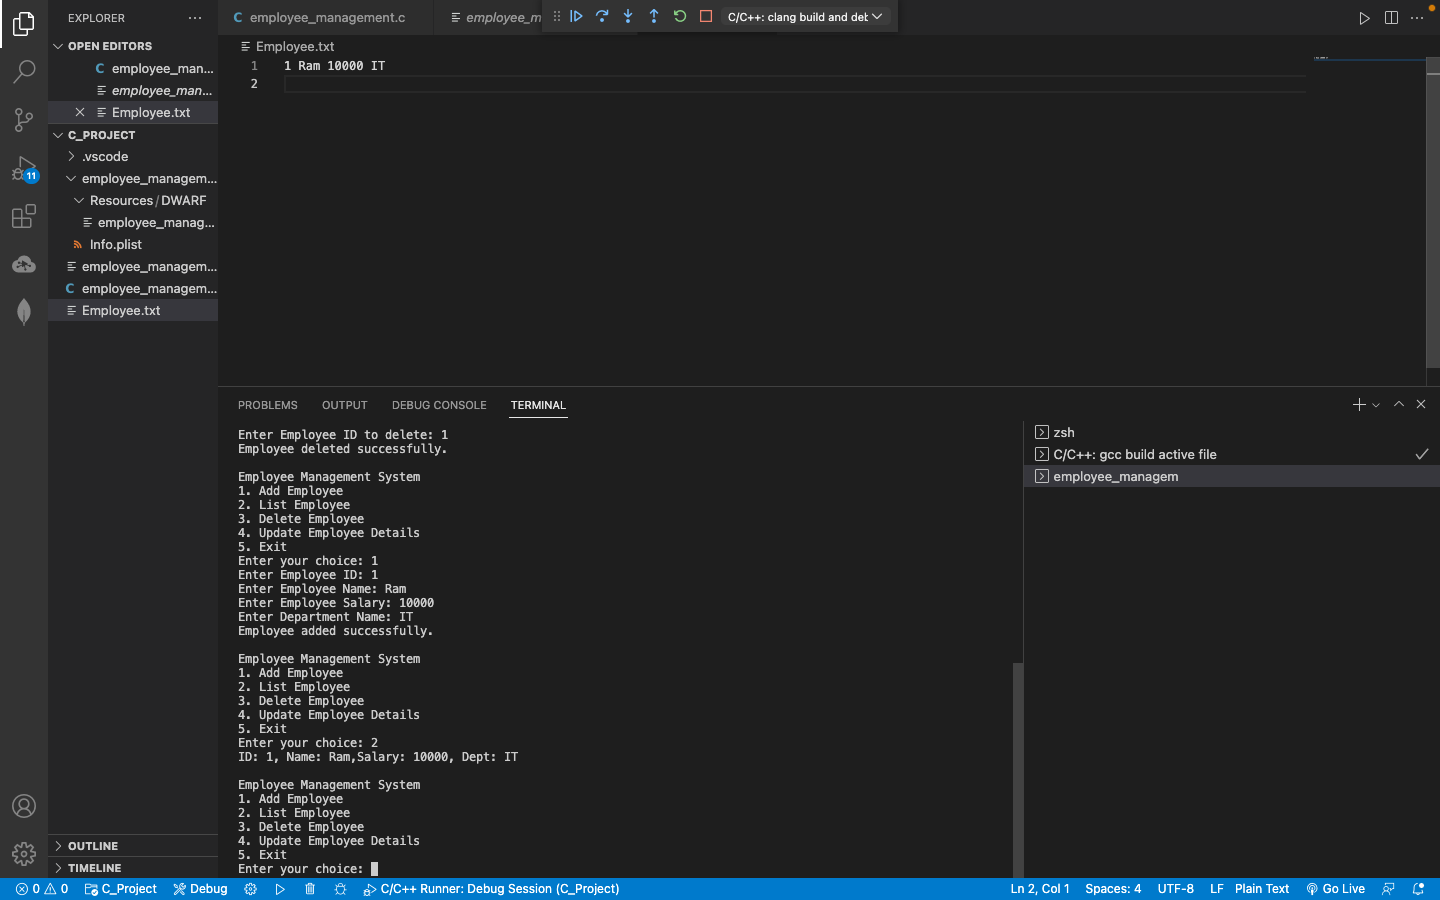 EXPLORER
OPEN EDITORS
C employee_man...
employee_man...
Employee.txt
C_PROJECT
.vscode
employee_managem...
Resources/DWARF
employee_manag...
Info.plist
employee_managem...
C employee_managem...
Employee.txt
OUTLINE
TIMELINE
11
C employee_management.c
employee_m
C/C++: clang build and deb
Employee.txt
1 1 Ram 10000 IT
2
PROBLEMS OUTPUT DEBUG CONSOLE TERMINAL
Enter Employee ID to delete: 1
Employee deleted successfully.
Employee Management System
1. Add Employee
2. List Employee
3. Delete Employee
4. Update Employee Details
5. Exit
Enter your choice: 1
Enter Employee ID: 1
Enter Employee Name: Ram
Enter Employee Salary: 10000
Enter Department Name: IT
Employee added successfully.
Employee Management System
1. Add Employee
2. List Employee
3. Delete Employee
4. Update Employee Details
5. Exit
Enter your choice: 2
ID: 1, Name: Ram,Salary: 10000, Dept: IT
Employee Management System
1. Add Employee
2. List Employee
3. Delete Employee
4. Update Employee Details
5. Exit
Enter your choice:
zsh
C/C++: gcc build active file
employee_managem
0 0 C_Project Debug C/C++ Runner: Debug Session (C_Project) Ln 2, Col 1 Spaces: 4 UTF-8 LF Plain Text Go Live